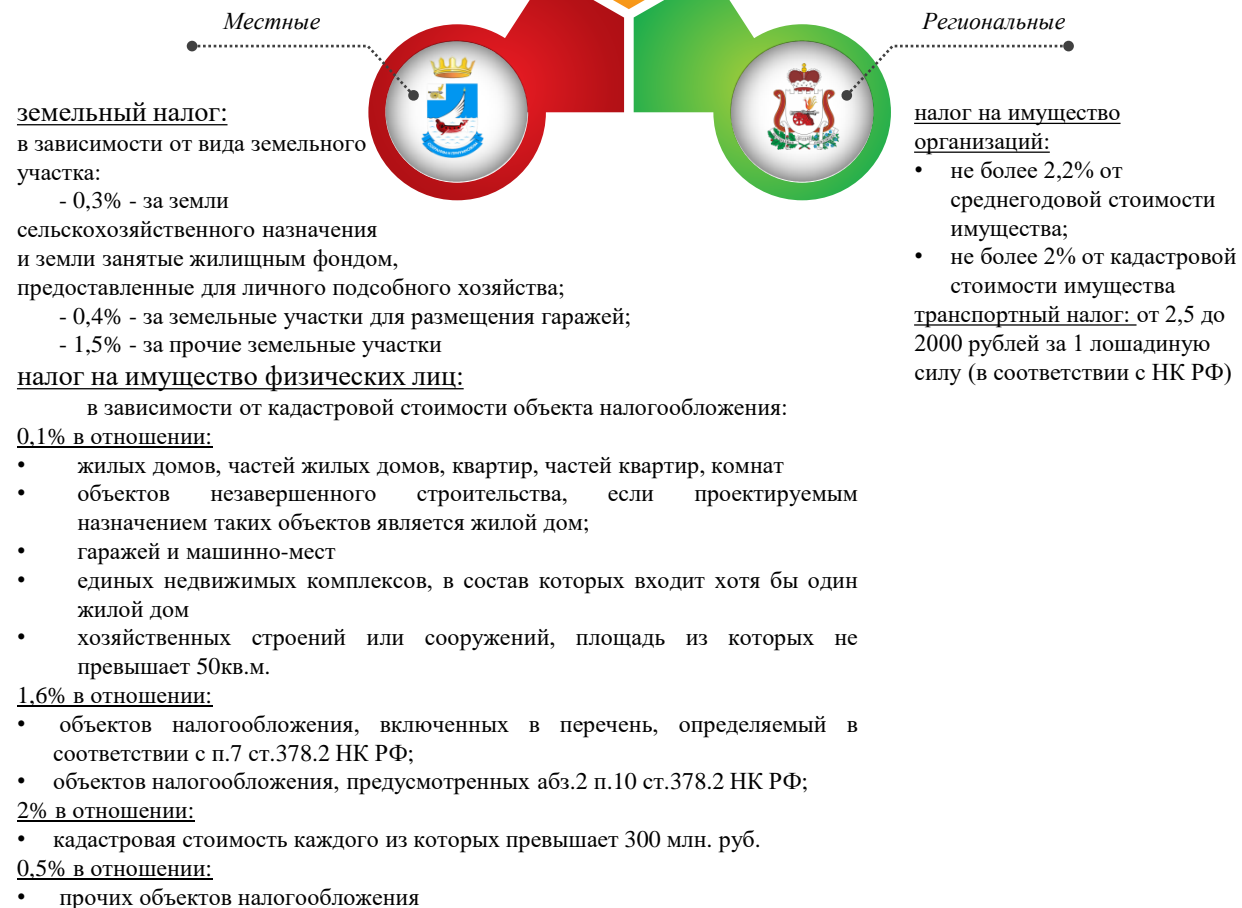 Местные
земельный налог:
в зависимости от вида земельного
участка:
- 0,3% - за земли
сельскохозяйственного назначения
и земли занятые жилищным фондом,
предоставленные для личного подсобного хозяйства;
- 0,4% - за земельные участки для размещения гаражей;
- 1,5% - за прочие земельные участки
налог на имущество физических лиц:
в зависимости от кадастровой стоимости объекта налогообложения:
0,1% в отношении:
• жилых домов, частей жилых домов, квартир, частей квартир, комнат
• объектов незавершенного строительства, если проектируемым
назначением таких объектов является жилой дом;
• гаражей и машинно-мест
• единых недвижимых комплексов, в состав которых входит хотя бы один
жилой дом
• хозяйственных строений или сооружений, площадь из которых не
превышает 50кв.м.
1,6% в отношении:
• объектов налогообложения, включенных в перечень, определяемый в
соответствии с п.7 ст.378.2 НК РФ;
• объектов налогообложения, предусмотренных абз.2 п.10 ст.378.2 НК РФ;
2% в отношении:
• кадастровая стоимость каждого из которых превышает 300 млн. руб.
0,5% в отношении:
• прочих объектов налогообложения
Региональные
налог на имущество
организаций:
• не более 2,2% от
среднегодовой стоимости
имущества;
• не более 2% от кадастровой
стоимости имущества
транспортный налог: от 2,5 до
2000 рублей за 1 лошадиную
силу (в соответствии с НК РФ)